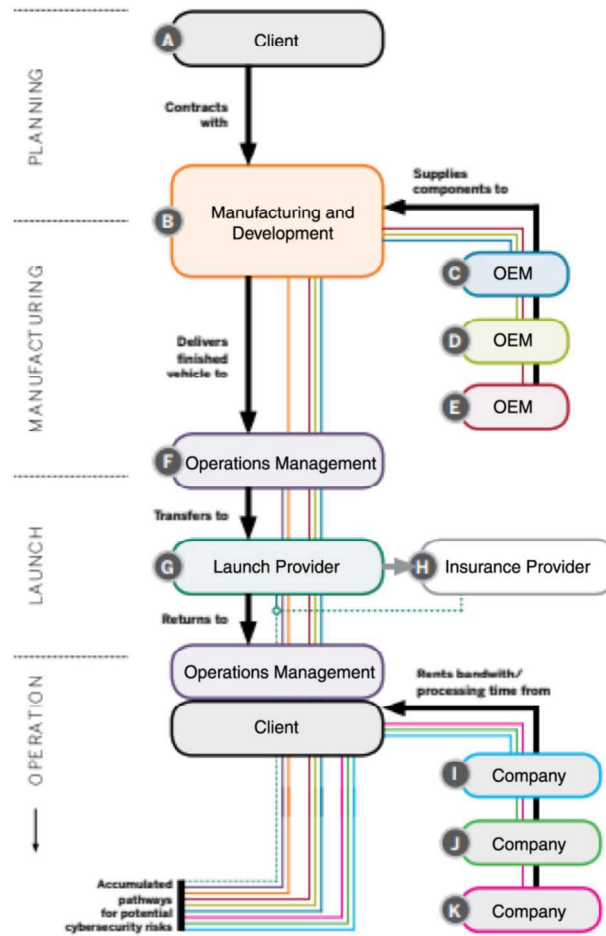 PLANNING
A
Client
Contracts
with
B
Manufacturing and
Development
Supplies
components to
C
OEM
D
OEM
E
OEM
MANUFACTURING
Delivers
finished
vehicle to
F
Operations Management
Transfers to
LAUNCH
G
Launch Provider
H
Insurance Provider
Returns to
OPERATION
Operations Management
Client
Rents bandwith/
processing time from
I
Company
J
Company
K
Company
Accumulated
pathways
for potential
cybersecurity risks